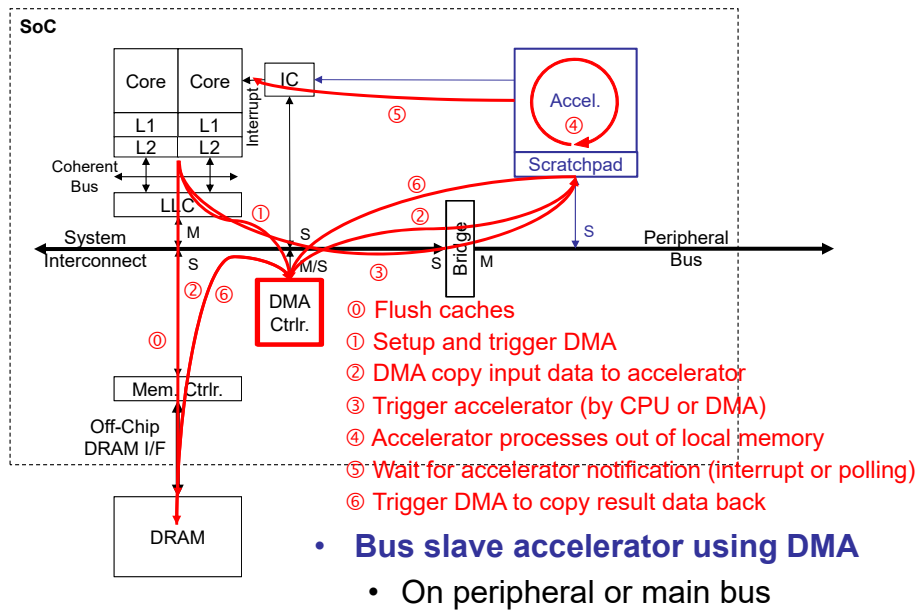 SoC
Core
Core
IC
Interrupt
Accel.
④
⑤
L1
L1
L2
L2
Scratchpad
Coherent
Bus
LLC
⑥
①
②
M
S
S
System
Interconnect
Bridge
Peripheral
Bus
S
M/S
③
S
M
②
⑥
DMA
Ctrlr.
⓪
⓪ Flush caches
① Setup and trigger DMA
② DMA copy input data to accelerator
Mem. Ctrlr.
③ Trigger accelerator (by CPU or DMA)
Off-Chip
DRAM I/F
④ Accelerator processes out of local memory
⑤ Wait for accelerator notification (interrupt or polling)
⑥ Trigger DMA to copy result data back
DRAM
• Bus slave accelerator using DMA
• On peripheral or main bus